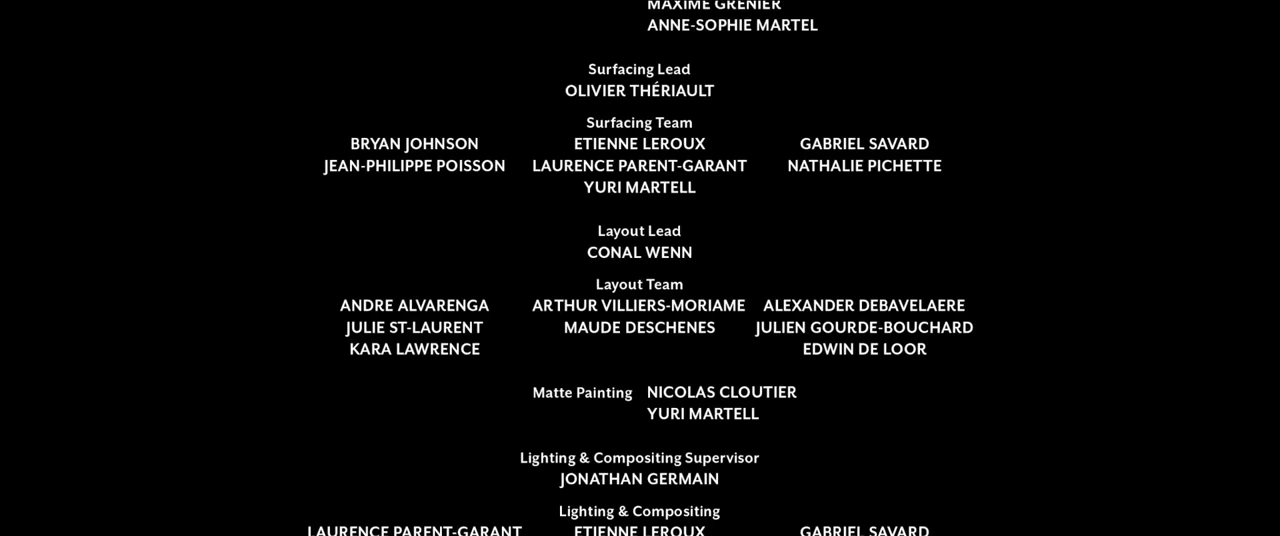 MAXIME GRENIER
ANNE-SOPHIE MARTEL
Surfacing Lead
OLIVIER THÉRIAULT
Surfacing Team
BRYAN JOHNSON ETIENNE LEROUX GABRIEL SAVARD
JEAN-PHILIPPE POISSON LAURENCE PARENT-GARANT NATHALIE PICHETTE
YURI MARTELL
Layout Lead
CONAL WENN
Layout Team
ANDRE ALVARENGA ARTHUR VILLIERS-MORIAME ALEXANDER DEBAVELAERE
JULIE ST-LAURENT MAUDE DESCHENES JULIEN GOURDE-BOUCHARD
KARA LAWRENCE EDWIN DE LOOR
Matte Painting NICOLAS CLOUTIER
YURI MARTELL
Lighting & Compositing Supervisor
JONATHAN GERMAIN
Lighting & Compositing
LAURENCE PARENT-GARANT ETIENNE LEROUX GABRIEL SAVARD